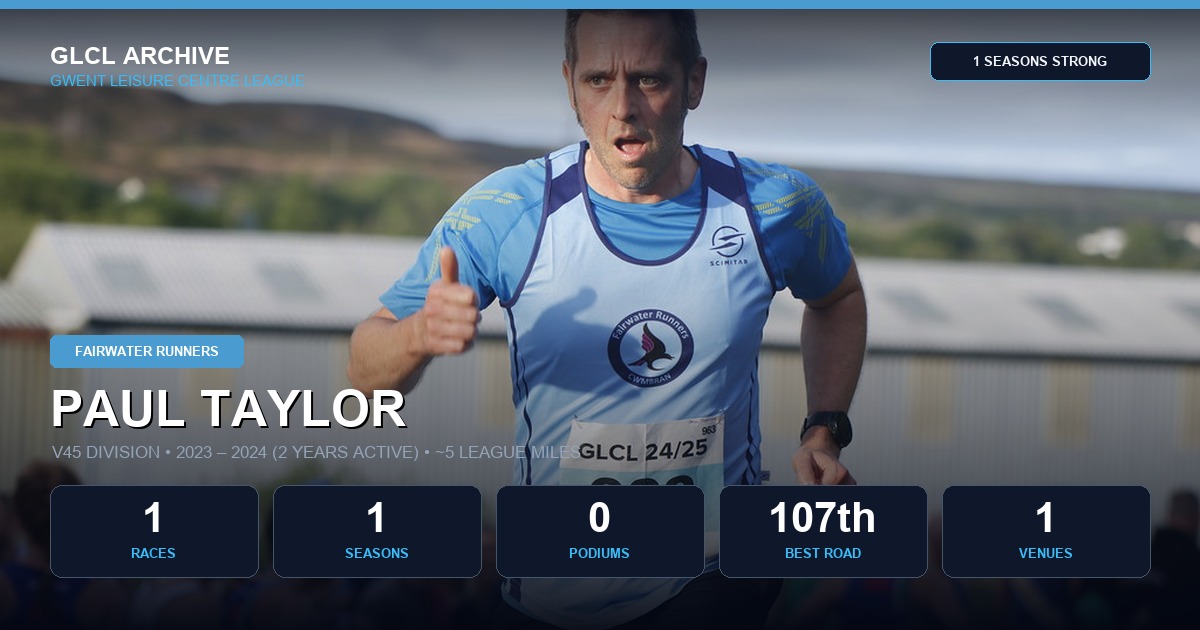 GLCL ARCHIVE
GWENT LEISURE CENTRE LEAGUE
1 SEASONS STRONG
SCIMITAR
Fairwater Runners
CWMBRAN
FAIRWATER RUNNERS
PAUL TAYLOR
V45 DIVISION • 2023 – 2024 (2 YEARS ACTIVE) • ~5 LEAGUE MILES
963
GLCL 24/25
1
RACES
1
SEASONS
0
PODIUMS
107th
BEST ROAD
1
VENUES